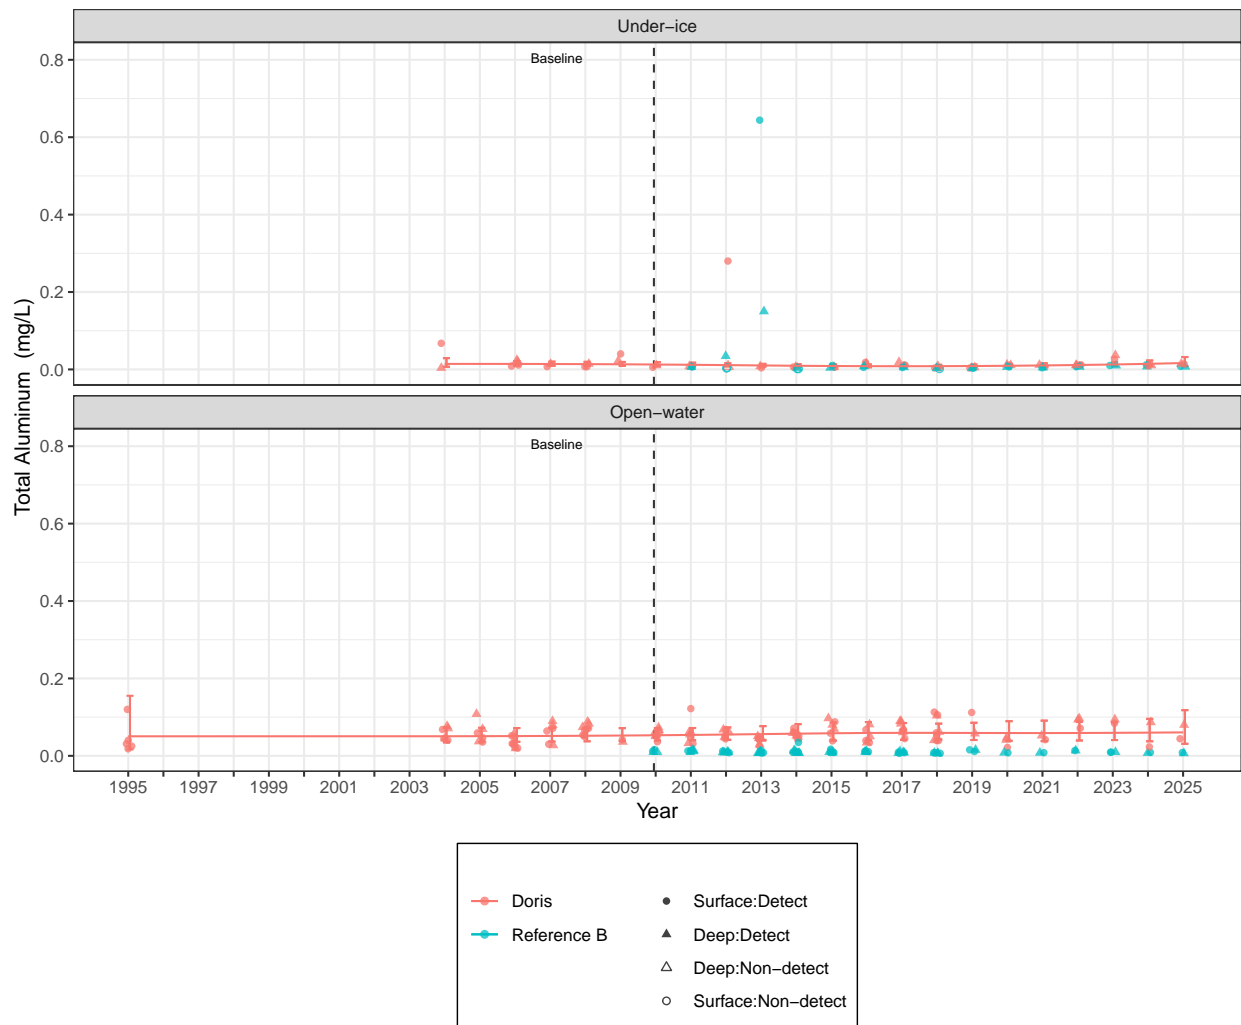 Under−ice
Baseline
0.8
0.6
0.4
0.2
0.0
Open−water
Baseline
0.8
0.6
0.4
0.2
0.0
Total Aluminum (mg/L)
1995 1997 1999 2001 2003 2005 2007 2009 2011 2013 2015 2017 2019 2021 2023 2025
Year
Doris
Reference B
Surface:Detect
Deep:Detect
Deep:Non−detect
Surface:Non−detect